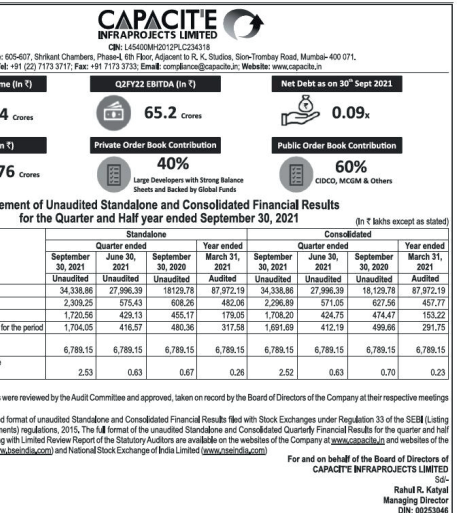 CAPACIT'E
INFRAPROJECTS LIMITED
CIN: L45400MH2012PLC234318
e: 605-607, Shrikant Chambers, Phase-I, 6th Floor, Adjacent to R. K. Studios, Sion-Trombay Road, Mumbai- 400 071.
Tel: +91 (22) 7173 3717; Fax: +91 7173 3733; Email: compliance@capacite.in; Website: www.capacite.in
me (In ₹) Q2FY22 EBITDA (In ₹) Net Debt as on 30th Sept 2021
4 Crores 65.2 Crores 0.09x
n ₹) Private Order Book Contribution Public Order Book Contribution
76 Crores 40% 60%
Large Developers with Strong Balance CIDCO, MCGM & Others
Sheets and Backed by Global Funds
ement of Unaudited Standalone and Consolidated Financial Results
for the Quarter and Half year ended September 30, 2021
(In ₹ lakhs except as stated)
Standalone Consolidated
Quarter ended Year ended Quarter ended Year ended
September June 30, September March 31, September June 30, September March 31,
30, 2021 2021 30, 2020 2021 30, 2021 2021 30, 2020 2021
Unaudited Unaudited Unaudited Audited Unaudited Unaudited Unaudited Audited
34,338,86 27,996.39 18129.78 87,972.19 34,338,86 27,996.39 18,129.78 87,972.19
2,309,25 575,43 608.26 482,06 2,296,89 571,05 627,56 457,77
1,720,56 429,13 455,17 179,05 1,708,20 424,75 474,47 153,22
for the period 1,704,05 416,57 480,36 317,58 1,691,69 412,19 499,66 291,75
6,789.15 6,789,15 6,789,15 6,789,15 6,789.15 6,789,15 6,789.15 6,789,15
e
2.53 0.63 0.67 0.26 2.52 0.63 0.70 0.23
s were reviewed by the Audit Committee and approved, taken on record by the Board of Directors of the Company at their respective meetings
d format of unaudited Standalone and Consolidated Financial Results filed with Stock Exchanges under Regulation 33 of the SEBI (Listing
ments) regulations, 2015. The full format of the unaudited Standalone and Consolidated Quarterly Financial Results for the quarter and half
ng with Limited Review Report of the Statutory Auditors are available on the websites of the Company at www.capacite.in and websites of the
ww.bseindia.com) and National Stock Exchange of India Limited (www.nseindia.com)
For and on behalf of the Board of Directors of
CAPACIT'E INFRAPROJECTS LIMITED
Sd/-
Rahul R. Katyal
Managing Director
DIN: 00253046